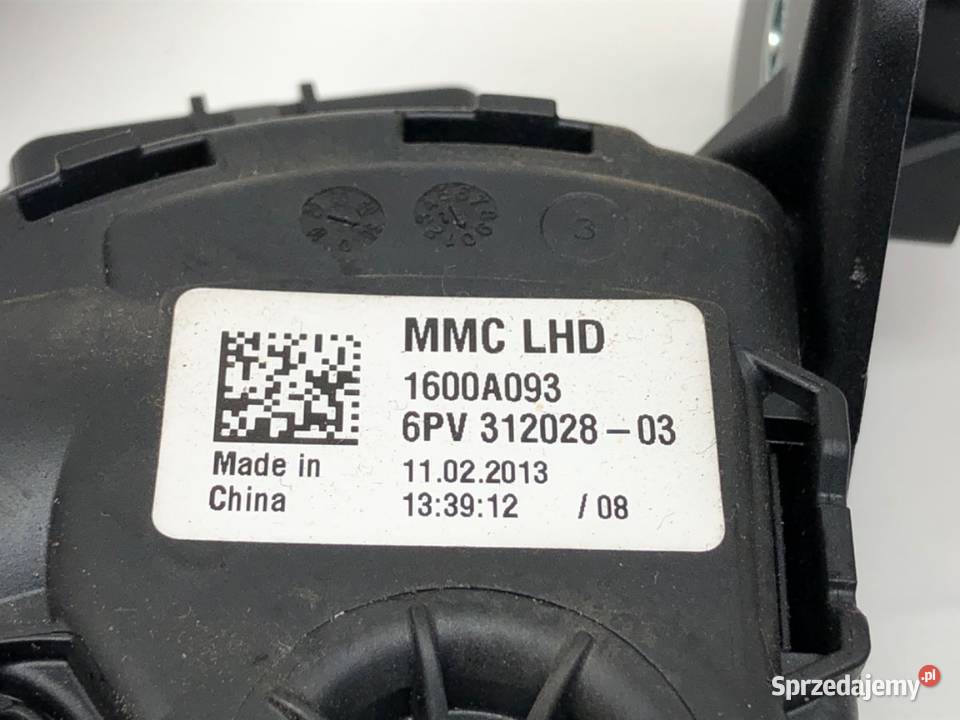 3
MMC LHD
1600A093
6PV 312028-03
Made in
China
11.02.2013
13:39:12 /08
Sprzedajemy.pl